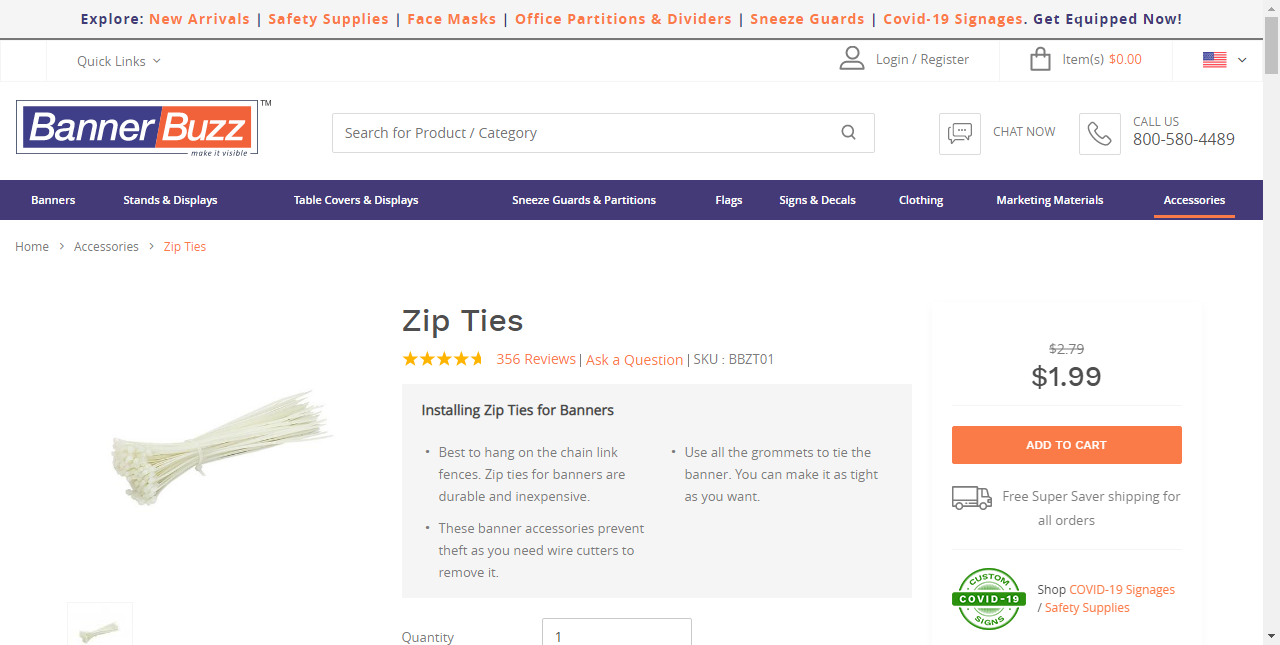 Explore: New Arrivals | Safety Supplies | Face Masks | Office Partitions & Dividers | Sneeze Guards | Covid-19 Signages. Get Equipped Now!
Quick Links
Login / Register
Item(s) $0.00
BannerBuzz TM
make it visible
Search for Product / Category
CHAT NOW
CALL US
800-580-4489
Banners Stands & Displays Table Covers & Displays Sneeze Guards & Partitions Flags Signs & Decals Clothing Marketing Materials Accessories
Home > Accessories > Zip Ties
Zip Ties
356 Reviews | Ask a Question | SKU : BBZT01
Installing Zip Ties for Banners
• Best to hang on the chain link
fences. Zip ties for banners are
durable and inexpensive.
• These banner accessories prevent
theft as you need wire cutters to
remove it.
• Use all the grommets to tie the
banner. You can make it as tight
as you want.
Quantity 1
$2.79
$1.99
ADD TO CART
Free Super Saver shipping for
all orders
CUSTOM
COVID-19
SIGNS
Shop COVID-19 Signages
/ Safety Supplies